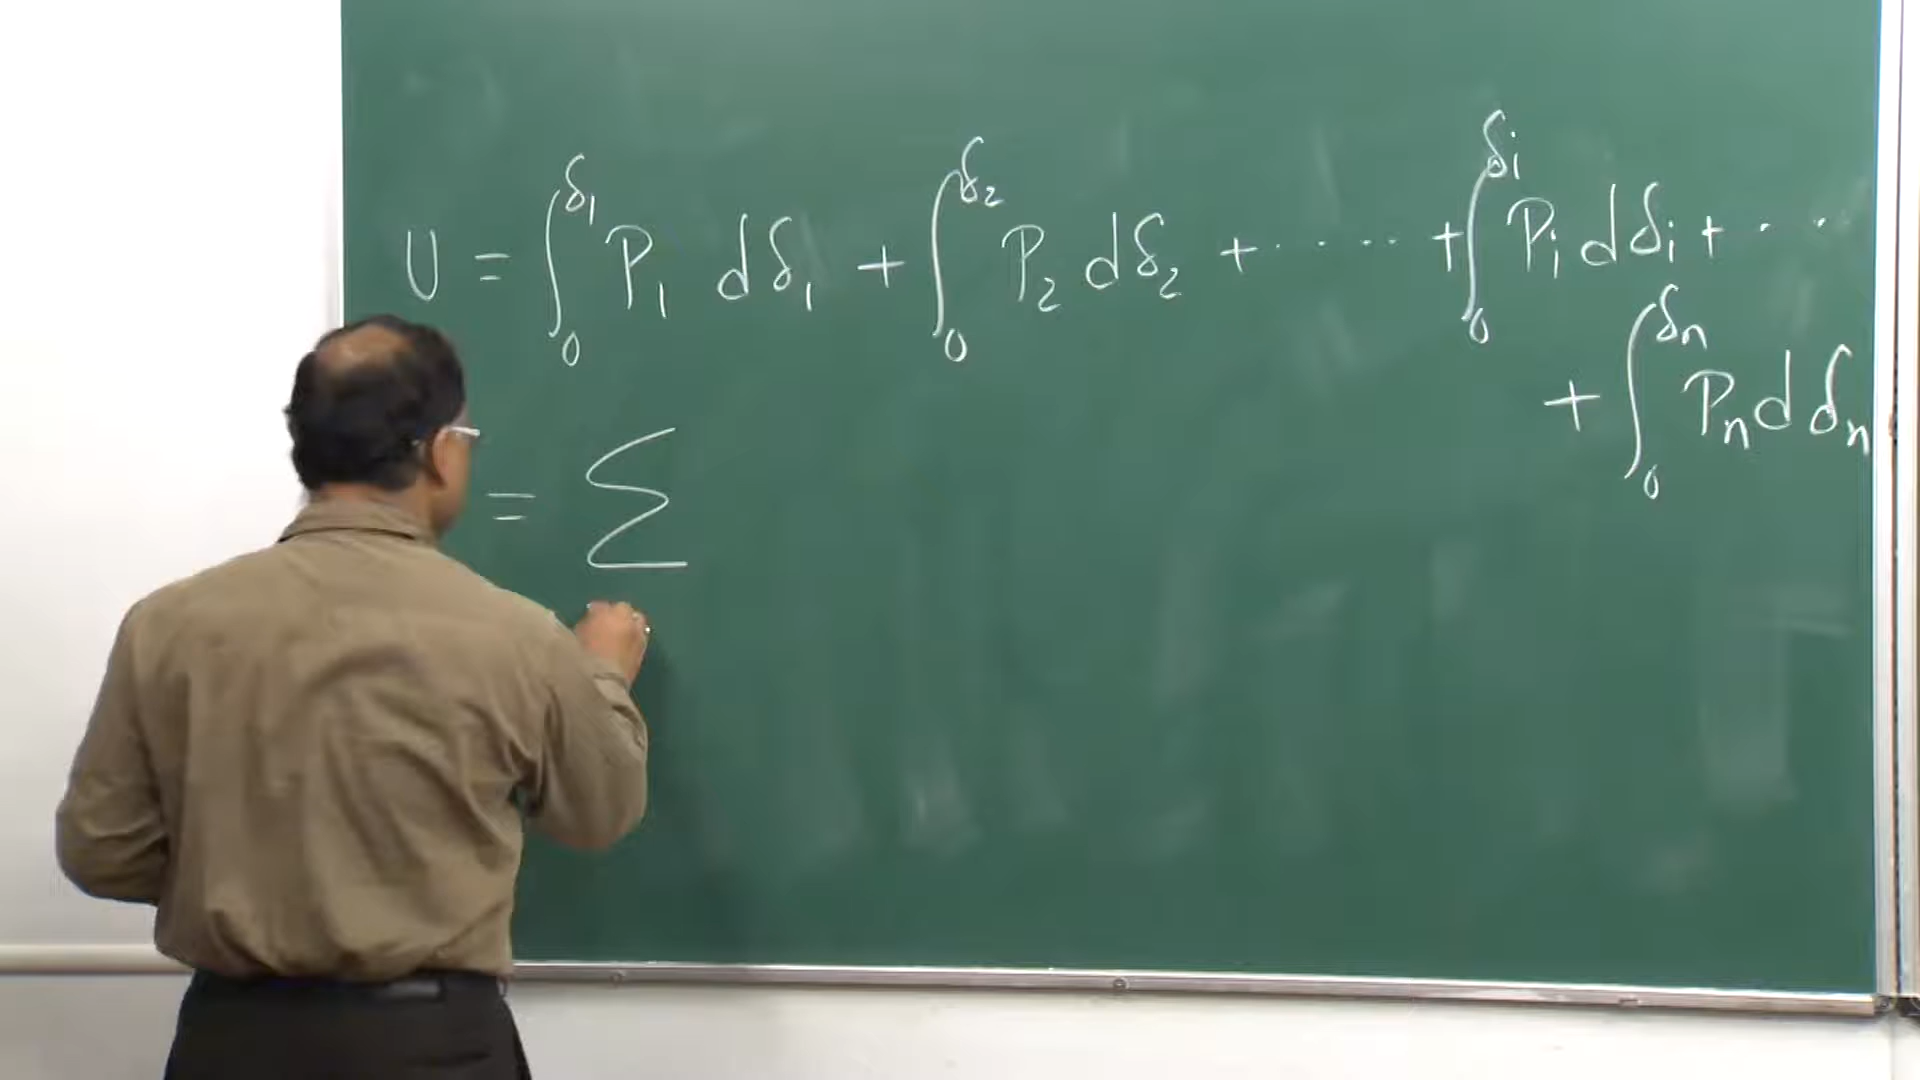 U = ∫₀^δ₁ P₁ dδ₁ + ∫₀^δ₂ P₂ dδ₂ + ····· + ∫₀^δᵢ Pᵢ dδᵢ + ····
+ ∫₀^δₙ Pₙ dδₙ
= Σ